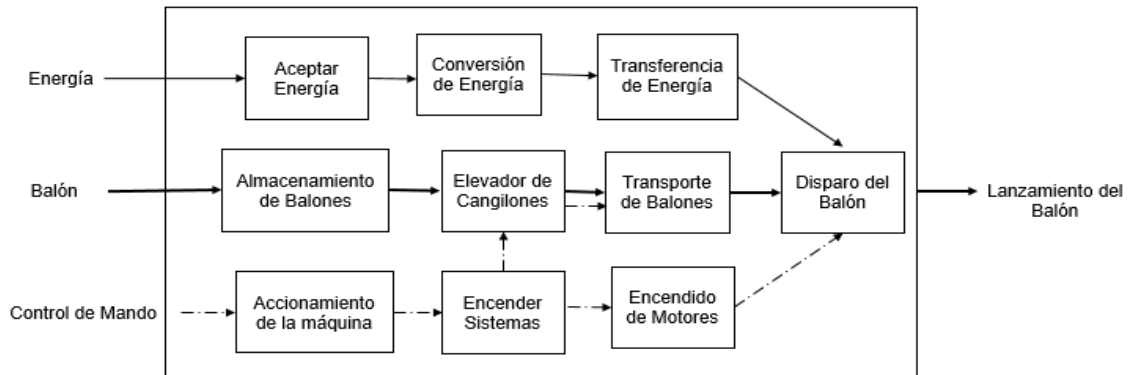 Energía
Aceptar
Energía
Conversión
de Energía
Transferencia
de Energía
Balón
Almacenamiento
de Balones
Elevador de
Cangilones
Transporte
de Balones
Disparo del
Balón
Lanzamiento del
Balón
Control de Mando
Accionamiento
de la máquina
Encender
Sistemas
Encendido
de Motores